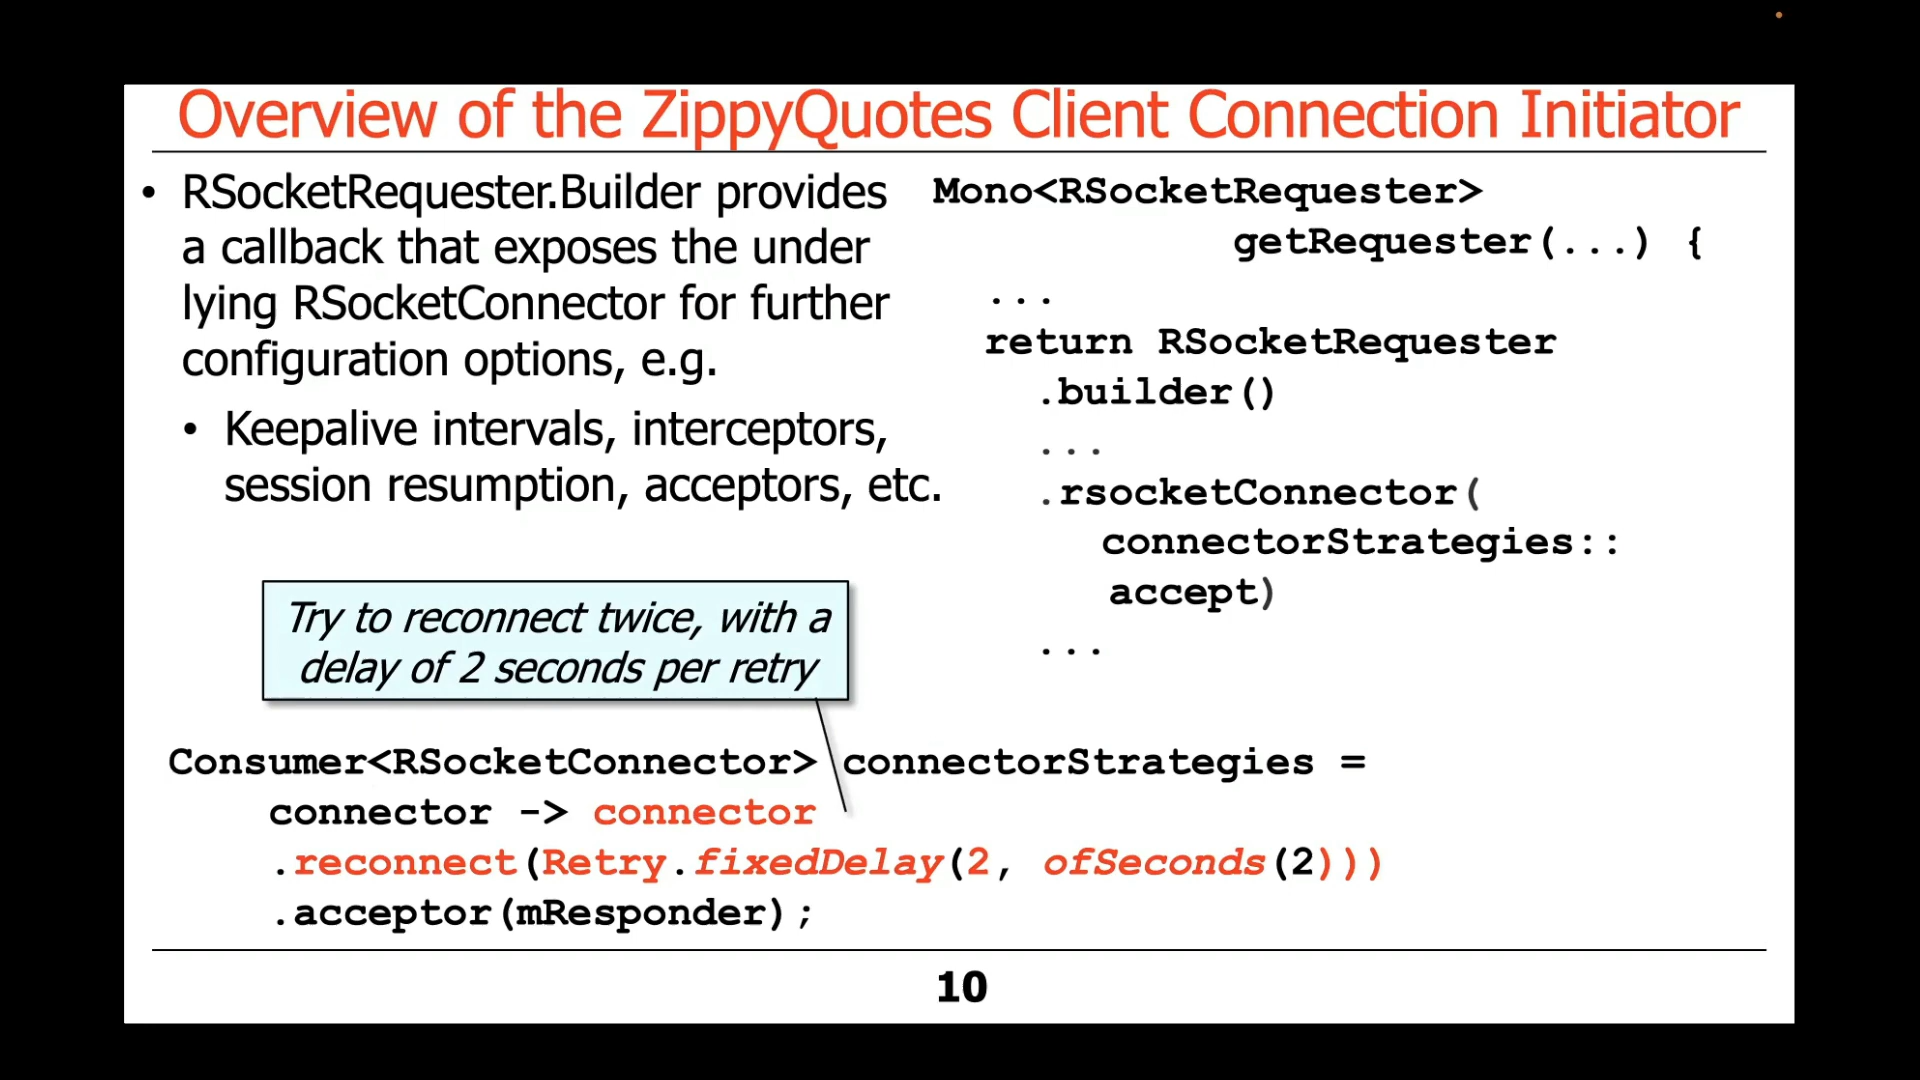 Overview of the ZippyQuotes Client Connection Initiator
• RSocketRequester.Builder provides
a callback that exposes the under
lying RSocketConnector for further
configuration options, e.g.
• Keepalive intervals, interceptors,
session resumption, acceptors, etc.
Mono<RSocketRequester>
getRequester(...) {
...
return RSocketRequester
.builder()
...
.rsocketConnector(
connectorStrategies::
accept)
...
Try to reconnect twice, with a
delay of 2 seconds per retry
Consumer<RSocketConnector> connectorStrategies =
connector -> connector
.reconnect(Retry.fixedDelay(2, ofSeconds(2)))
.acceptor(mResponder);
10